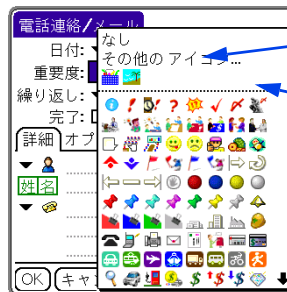 電話連絡/メール
なし
その他の アイコン...
日付:
重要度:
繰り返し:
完了:
詳細 オプ
姓 名
OK キャ